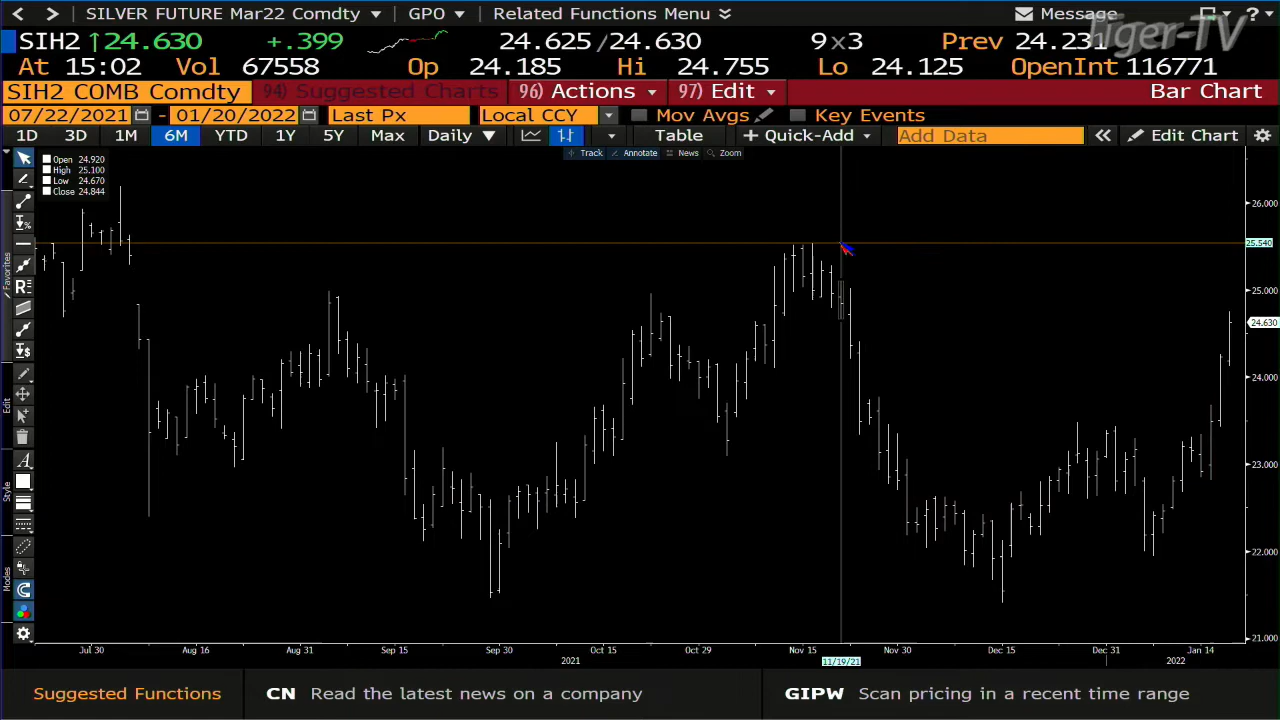 SILVER FUTURE Mar22 Comdty GPO Related Functions Menu Message ?
SIH2 ↑24.630 +.399 24.625/24.630 9x3 Prev 24.231
At 15:02 Vol 67558 Op 24.185 Hi 24.755 Lo 24.125 OpenInt 116771
SIH2 COMB Comdty 94) Suggested Charts 96) Actions 97) Edit Bar Chart
07/22/2021 - 01/20/2022 Last Px Local CCY Mov Avgs Key Events
1D 3D 1M 6M YTD 1Y 5Y Max Daily Table + Quick-Add Add Data Edit Chart
Track Annotate News Zoom
Open 24.920
High 25.100
Low 24.670
Close 24.844
26.000
25.540
25.000
24.630
24.000
23.000
22.000
21.000
Favorites
Edit
Style
Modes
Jul 30 Aug 16 Aug 31 Sep 15 Sep 30 Oct 15 Oct 29 Nov 15 Nov 30 Dec 15 Dec 31 Jan 14
2021 11/19/21 2022
Suggested Functions CN Read the latest news on a company GIPW Scan pricing in a recent time range